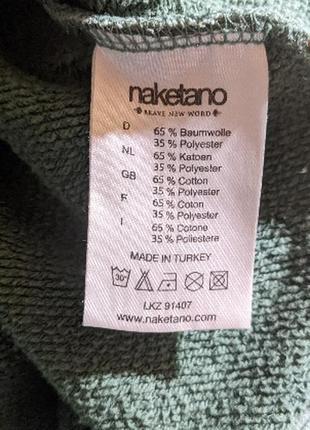 naketano
BRAVE NEW WORD
D 65 % Baumwolle
35 % Polyester
NL 65 % Katoen
35 % Polyester
GB 65 % Cotton
35 % Polyester
F 65 % Coton
35 % Polyester
I 65 % Cotone
35 % Poliestere
MADE IN TURKEY
30°
LKZ 91407
www.naketano.com